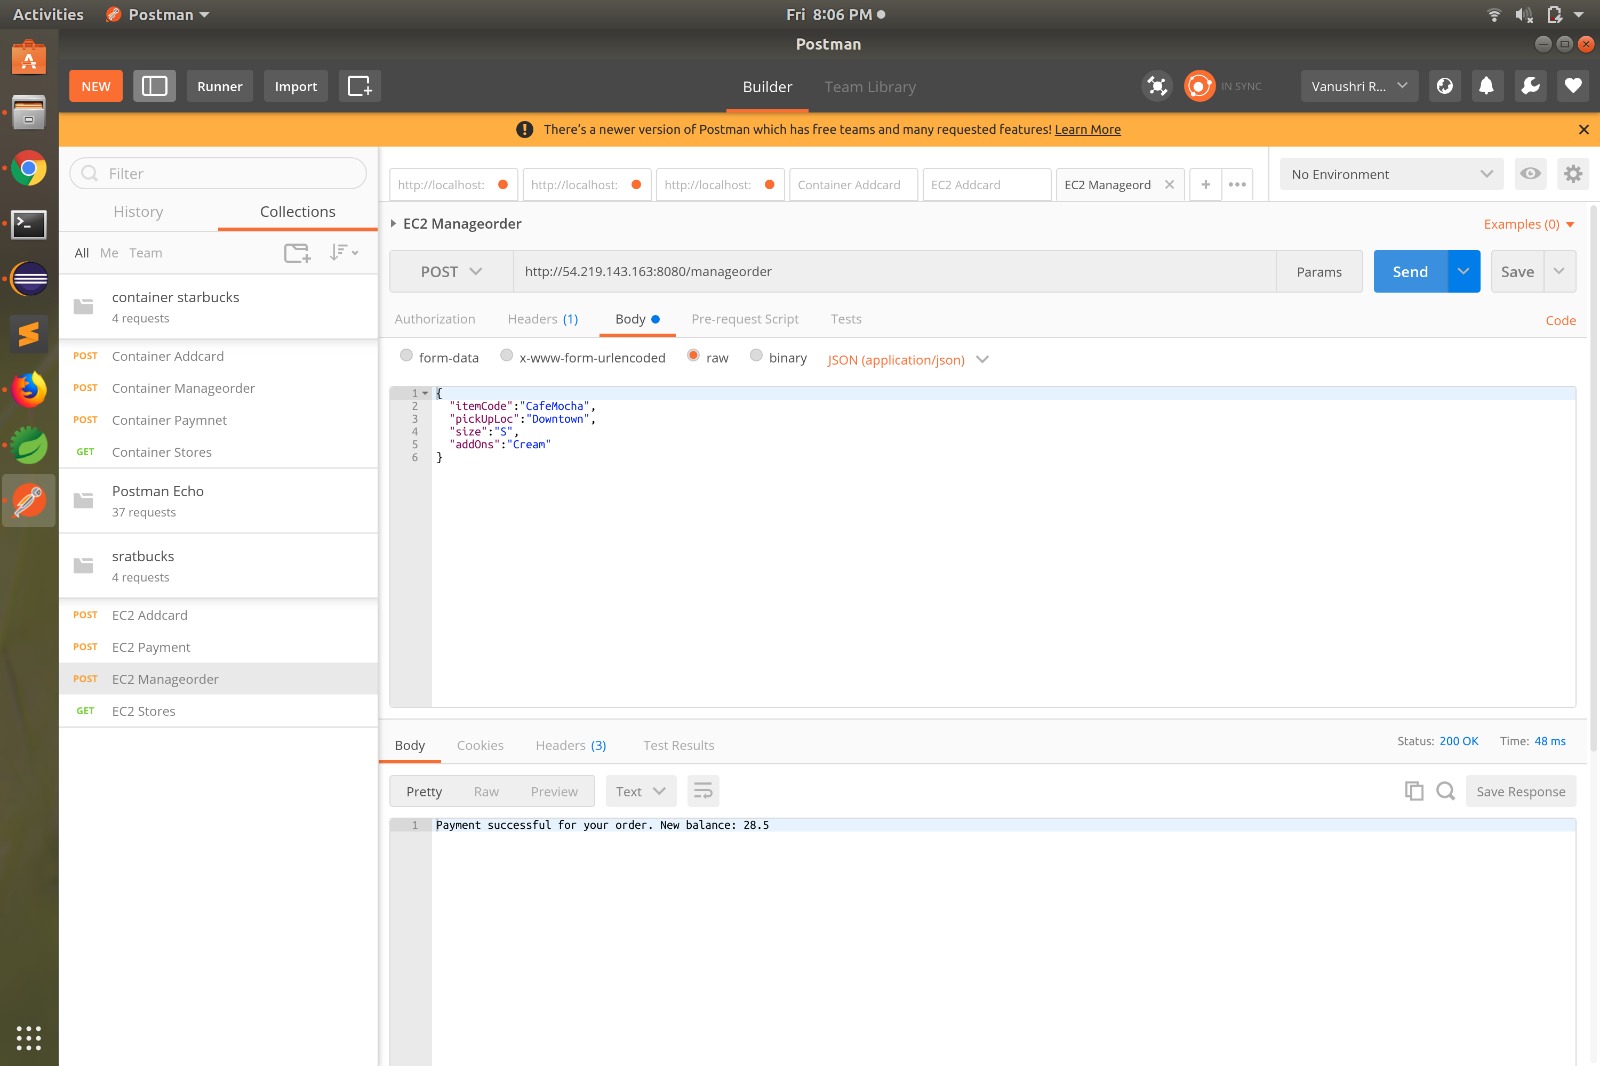 Activities Postman Fri 8:06 PM
Postman
NEW Runner Import Builder Team Library IN SYNC Vanushri R...
There's a newer version of Postman which has free teams and many requested features! Learn More
Filter
History Collections
All Me Team
container starbucks
4 requests
POST Container Addcard
POST Container Manageorder
POST Container Paymnet
GET Container Stores
Postman Echo
37 requests
sratbucks
4 requests
POST EC2 Addcard
POST EC2 Payment
POST EC2 Manageorder
GET EC2 Stores
http://localhost: http://localhost: http://localhost: Container Addcard EC2 Addcard EC2 Manageord No Environment
EC2 Manageorder Examples (0)
POST http://54.219.143.163:8080/manageorder Params Send Save
Authorization Headers (1) Body Pre-request Script Tests Code
form-data x-www-form-urlencoded raw binary JSON (application/json)
1 {
2 "itemCode":"CafeMocha",
3 "pickUpLoc":"Downtown",
4 "size":"S",
5 "addOns":"Cream"
6 }
Body Cookies Headers (3) Test Results Status: 200 OK Time: 48 ms
Pretty Raw Preview Text Save Response
1 Payment successful for your order. New balance: 28.5